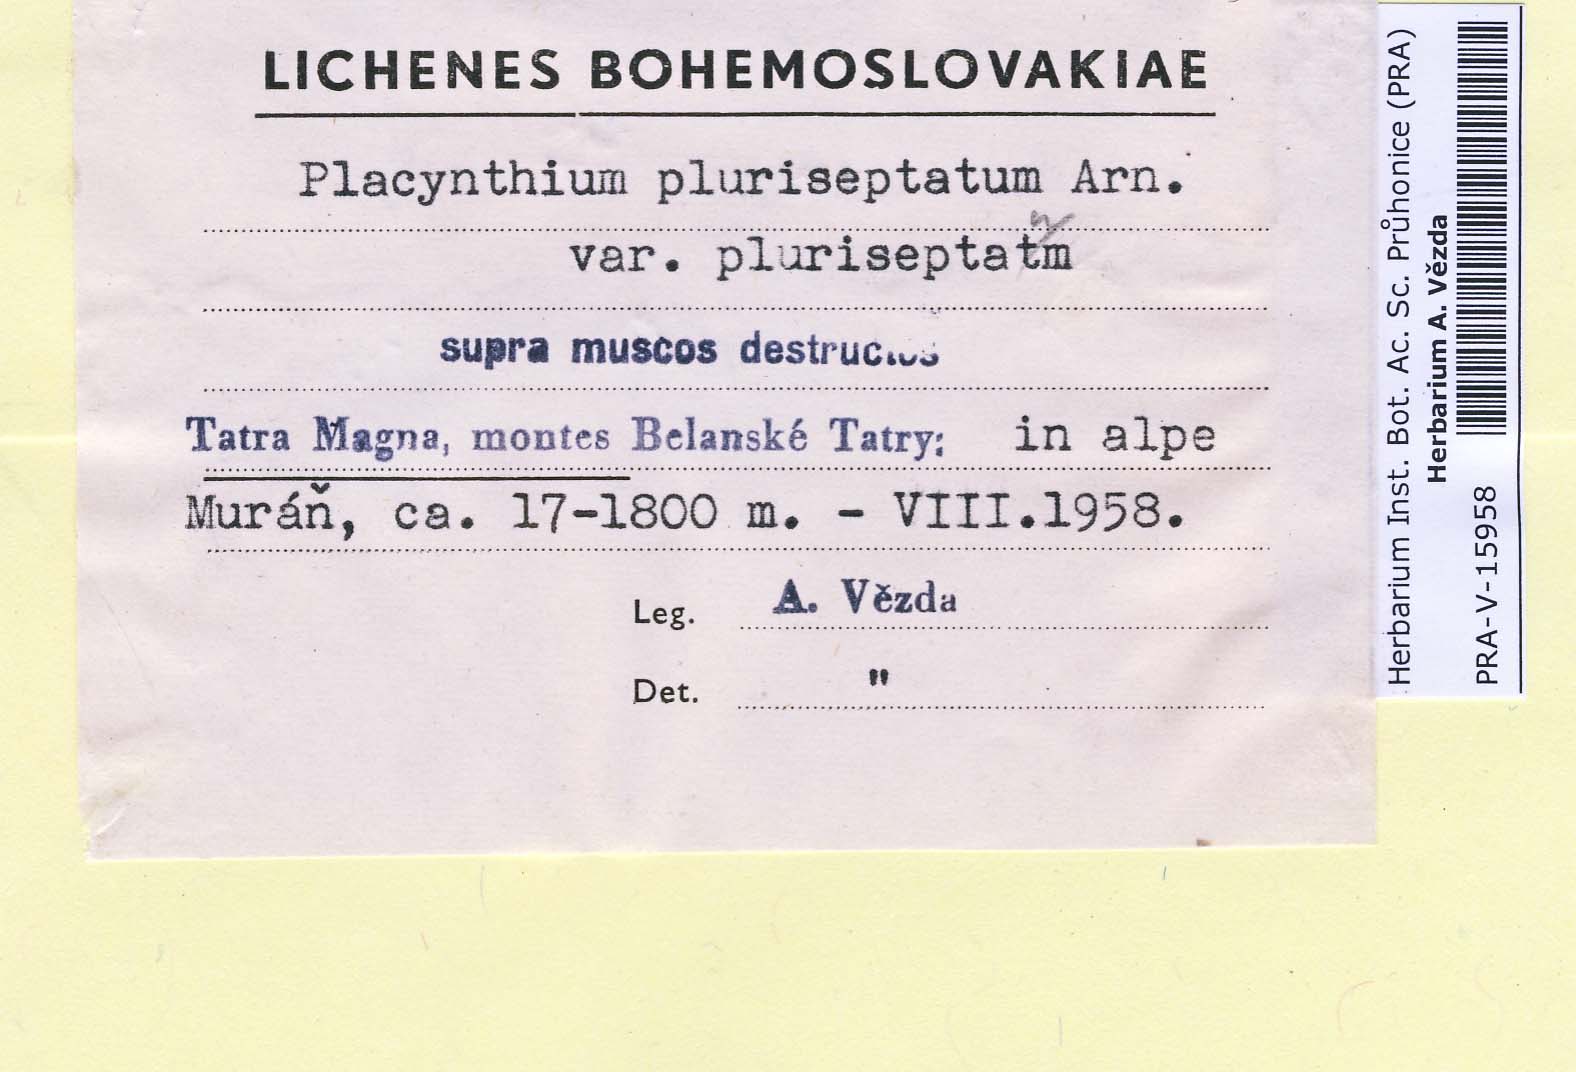 LICHENES BOHEMOSLOVAKIAE
Placynthium pluriseptatum Arn.
var. pluriseptatm
supra muscos destructos
Tatra Magna, montes Belanské Tatry; in alpe
Muráň, ca. 17-1800 m. - VIII.1958.
Leg. A. Vězda
Det. "
Herbarium Inst. Bot. Ac. Sc. Průhonice (PRA)
Herbarium A. Vězda
PRA-V-15958